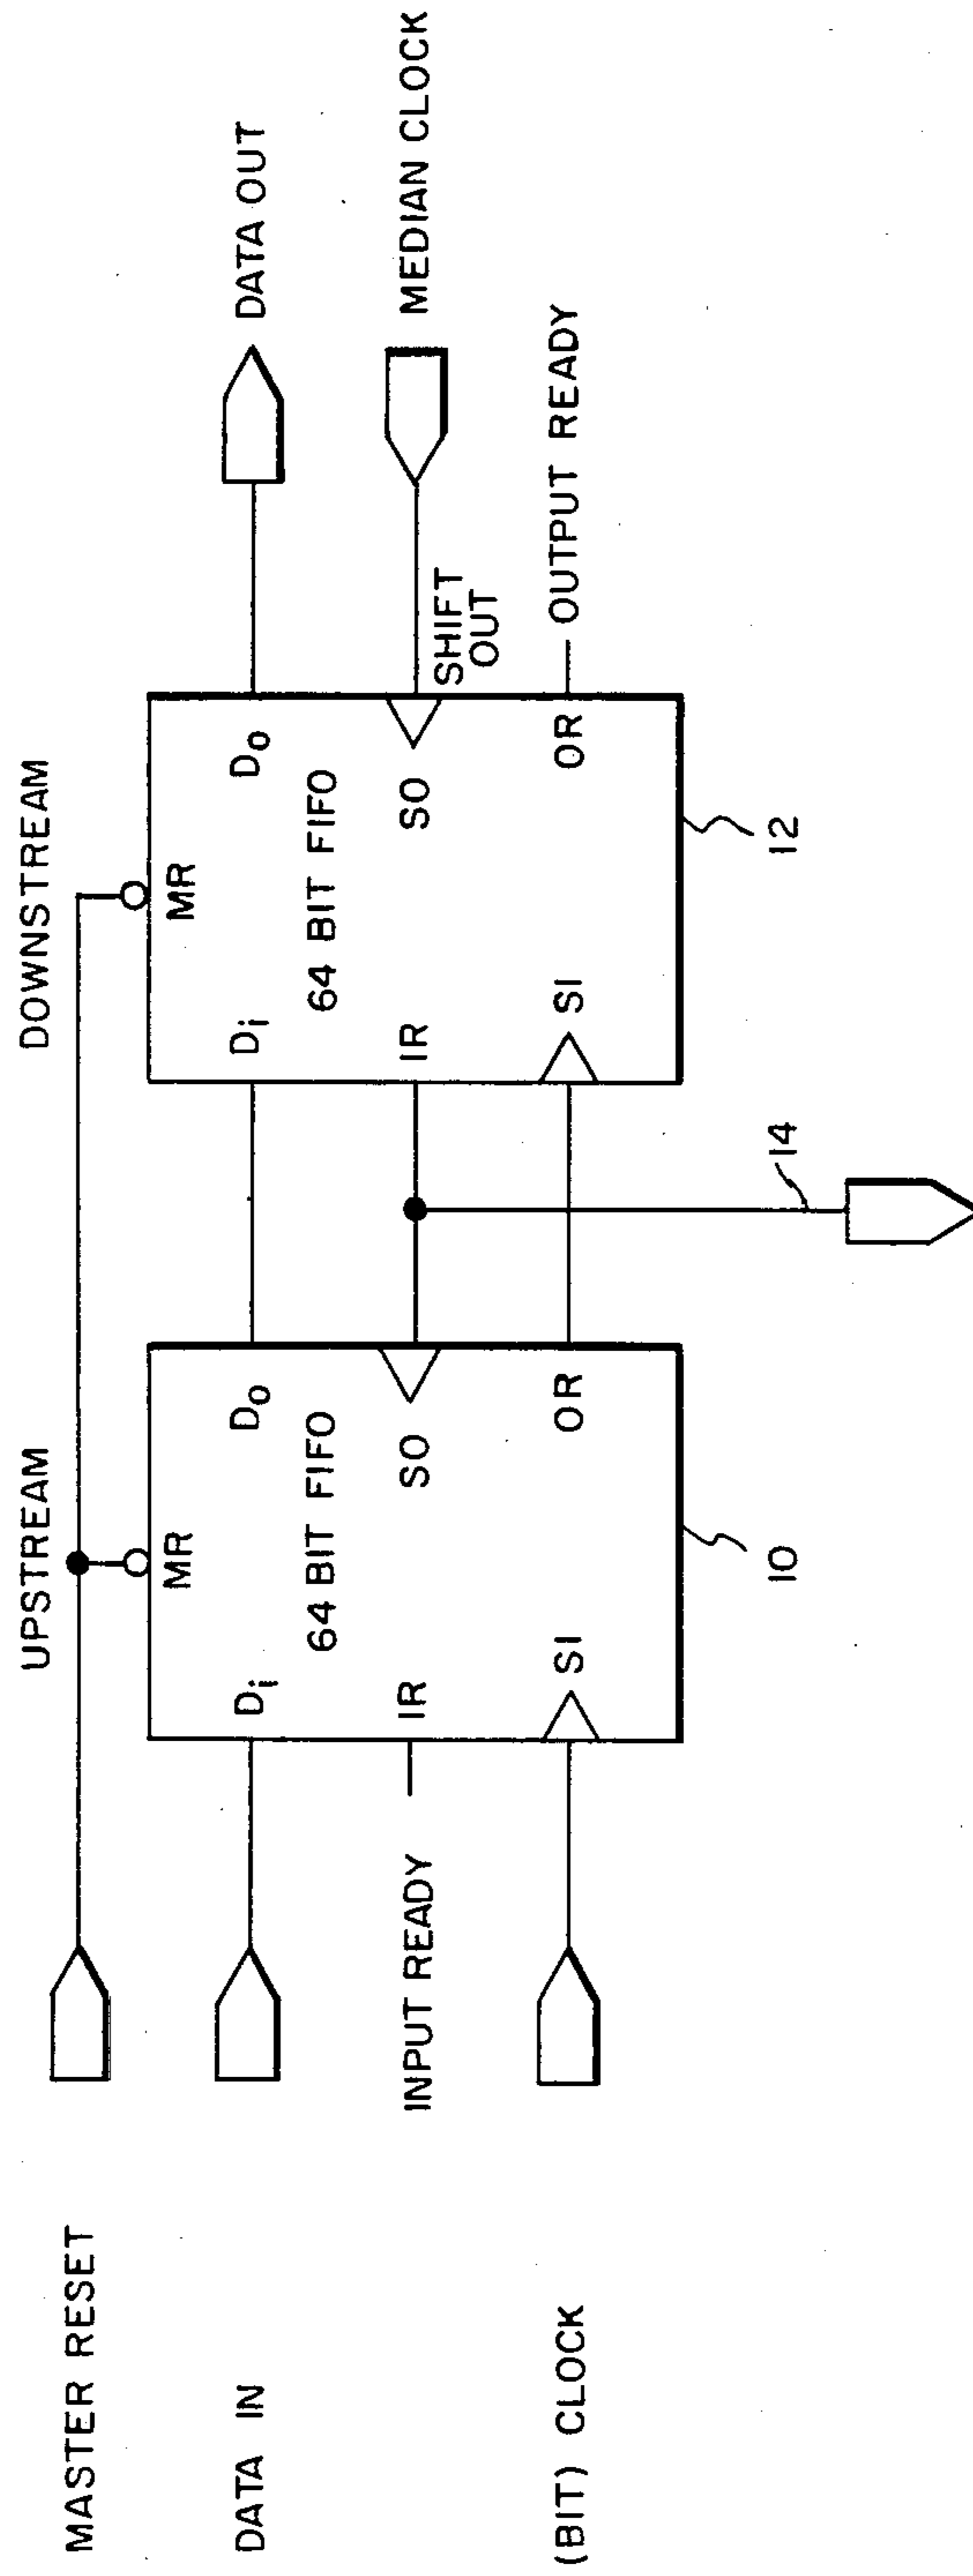 UPSTREAM
DOWNSTREAM
MASTER RESET
DATA IN
INPUT READY
(BIT) CLOCK
MR
Di
Do
64 BIT FIFO
IR
SO
SI
OR
10
14
MR
Di
Do
64 BIT FIFO
IR
SO
SI
OR
12
DATA OUT
MEDIAN CLOCK
SHIFT
OUT
OUTPUT READY